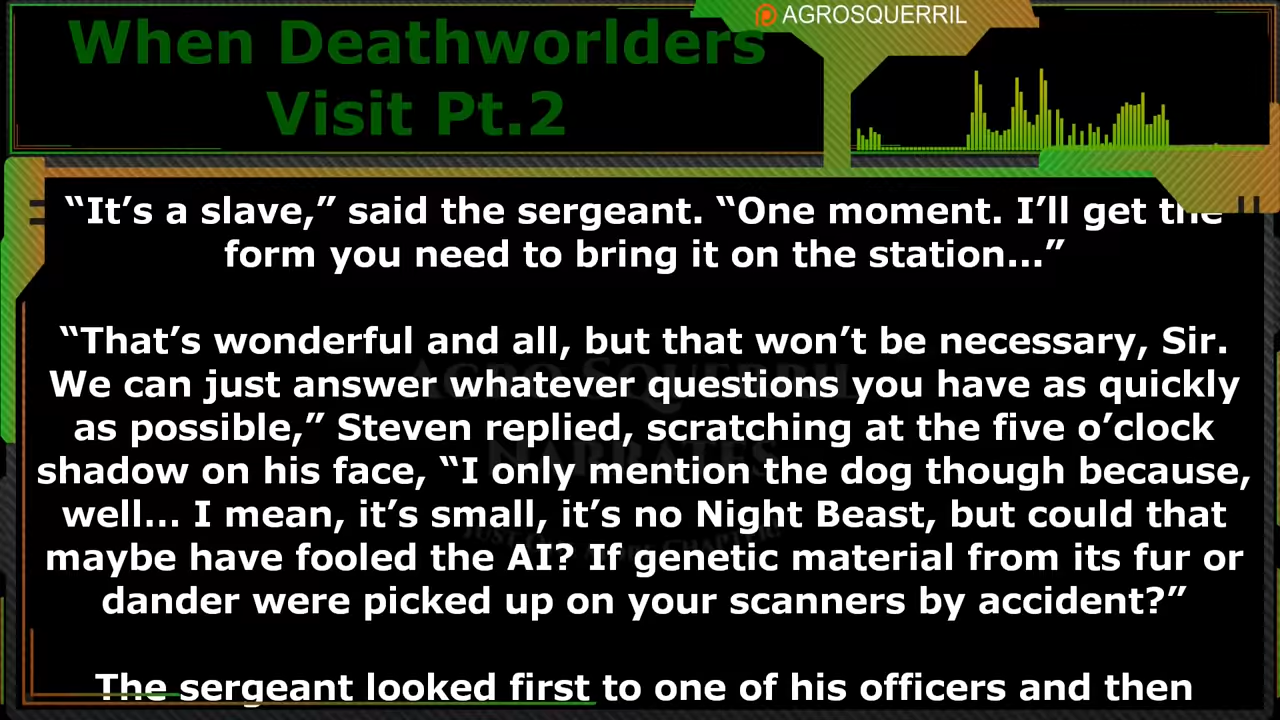 AGROSQUERRIL
When Deathworlders
Visit Pt.2
“It’s a slave,” said the sergeant. “One moment. I’ll get the
form you need to bring it on the station...”
“That’s wonderful and all, but that won’t be necessary, Sir.
We can just answer whatever questions you have as quickly
as possible,” Steven replied, scratching at the five o’clock
shadow on his face, “I only mention the dog though because,
well... I mean, it’s small, it’s no Night Beast, but could that
maybe have fooled the AI? If genetic material from its fur or
dander were picked up on your scanners by accident?”
The sergeant looked first to one of his officers and then
Agro Squerril
Narrates